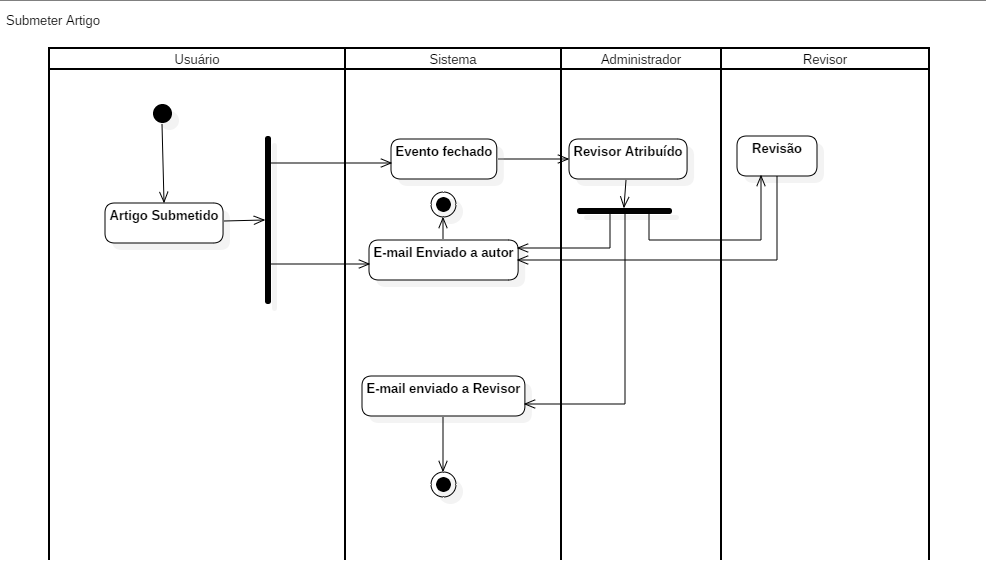 Submeter Artigo
Usuário
Sistema
Administrador
Revisor
Evento fechado
Revisor Atribuído
Revisão
Artigo Submetido
E-mail Enviado a autor
E-mail enviado a Revisor